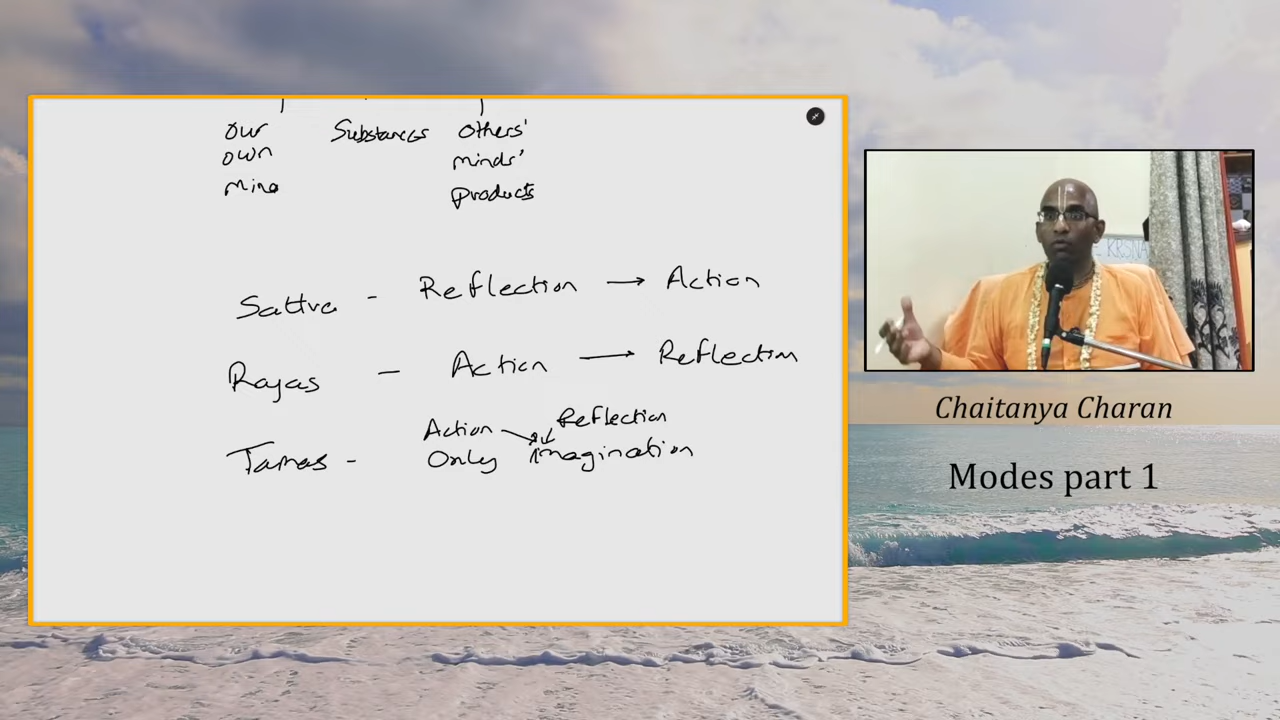 our Substances others'
own minds'
mind products
Sattva - Reflection → Action
Rajas - Action → Reflection
Action Reflection
Tamas - Only imagination
KRSNA
Chaitanya Charan
Modes part 1